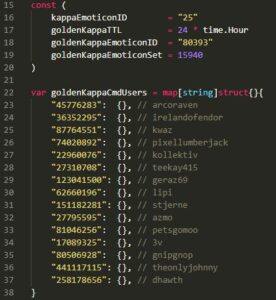 15 const (
16 kappaEmoticonID = "25"
17 goldenKappaTTL = 24 * time.Hour
18 goldenKappaEmoticonID = "80393"
19 goldenKappaEmoticonSet = 15940
20 )
21
22 var goldenKappaCmdUsers = map[string]struct{}{
23 "45776283": {}, // arcoraven
24 "36352295": {}, // irelandofendor
25 "87764551": {}, // kwaz
26 "74020892": {}, // pixellumberjack
27 "22960076": {}, // kollektiv
28 "27310708": {}, // teekay415
29 "123041500": {}, // geraz69
30 "62660196": {}, // lipi
31 "151182281": {}, // stjerne
32 "27795595": {}, // azmo
33 "81046256": {}, // petsgomoo
34 "17089325": {}, // 3v
35 "80506928": {}, // gnipgnop
36 "441117115": {}, // theonlyjohnny
37 "258178656": {}, // dhawth
38 }